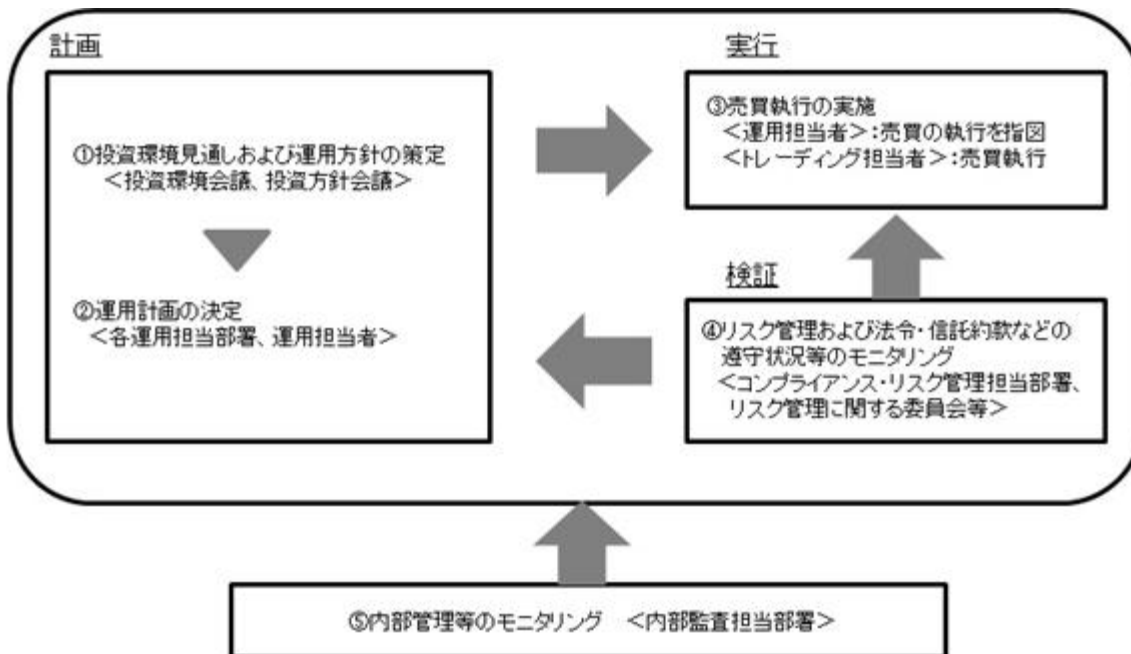 計画
①投資環境見通しおよび運用方針の策定
<投資環境会議、投資方針会議>
②運用計画の決定
<各運用担当部署、運用担当者>
実行
③売買執行の実施
<運用担当者>:売買の執行を指図
<トレーディング担当者>:売買執行
検証
④リスク管理および法令・信託約款などの
遵守状況等のモニタリング
<コンプライアンス・リスク管理担当部署、
リスク管理に関する委員会等>
⑤内部管理等のモニタリング <内部監査担当部署>